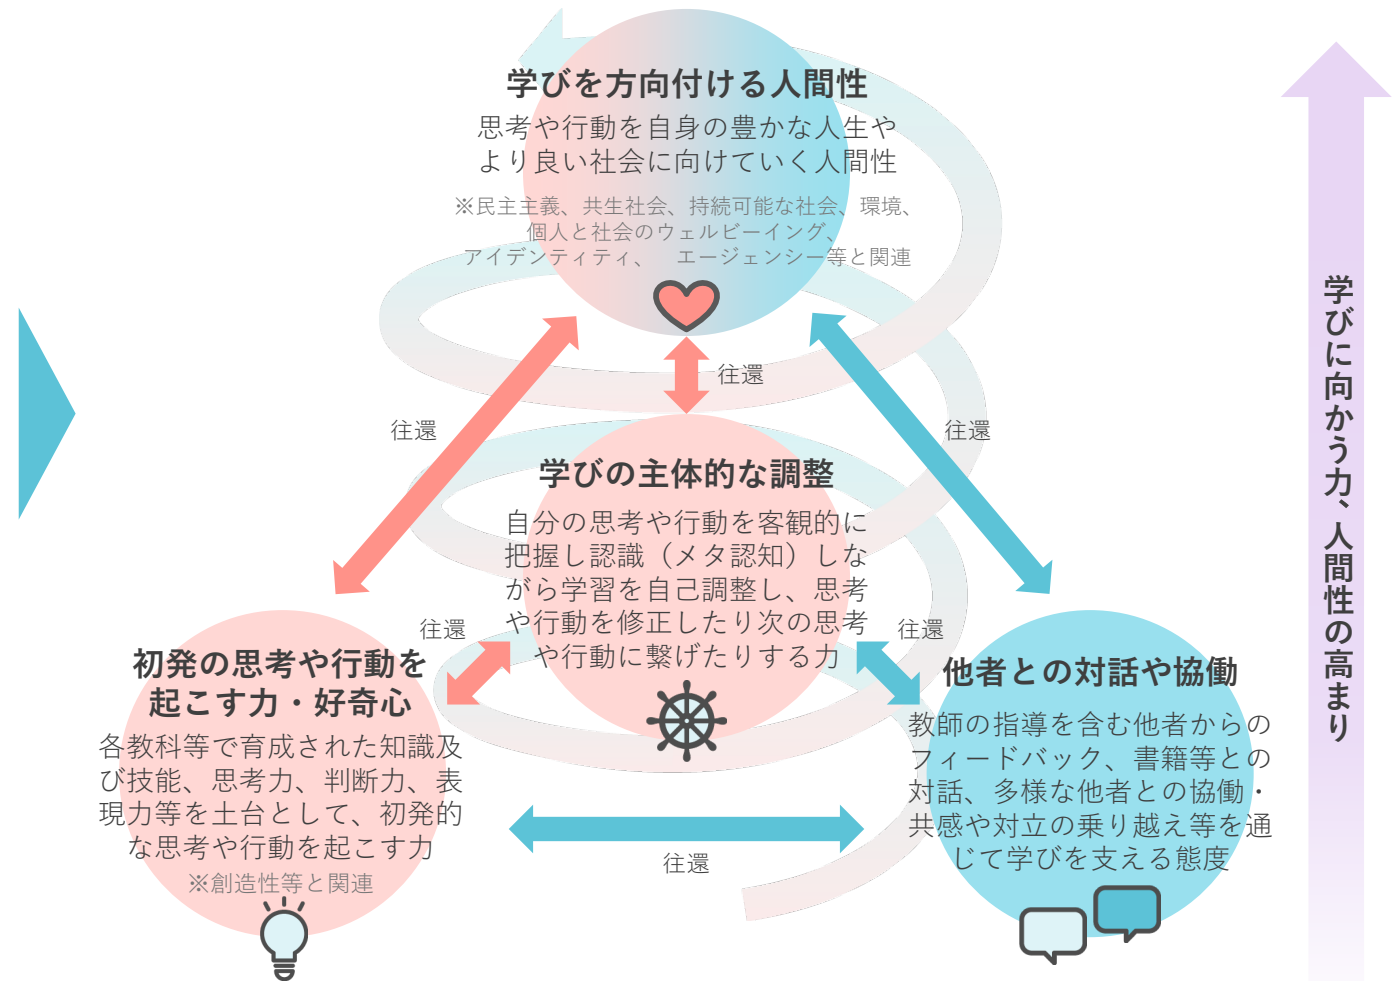 学びを方向付ける人間性
思考や行動を自身の豊かな人生や
より良い社会に向けていく人間性
※民主主義、共生社会、持続可能な社会、環境、
個人と社会のウェルビーイング、
アイデンティティ、　エージェンシー等と関連
往還
往還
往還
学びの主体的な調整
自分の思考や行動を客観的に
把握し認識（メタ認知）しな
がら学習を自己調整し、思考
や行動を修正したり次の思考
や行動に繋げたりする力
往還
往還
初発の思考や行動を
起こす力・好奇心
各教科等で育成された知識及
び技能、思考力、判断力、表
現力等を土台として、初発的
な思考や行動を起こす力
※創造性等と関連
他者との対話や協働
教師の指導を含む他者からの
フィードバック、書籍等との
対話、多様な他者との協働・
共感や対立の乗り越え等を通
じて学びを支える態度
往還
学びに向かう力、人間性の高まり